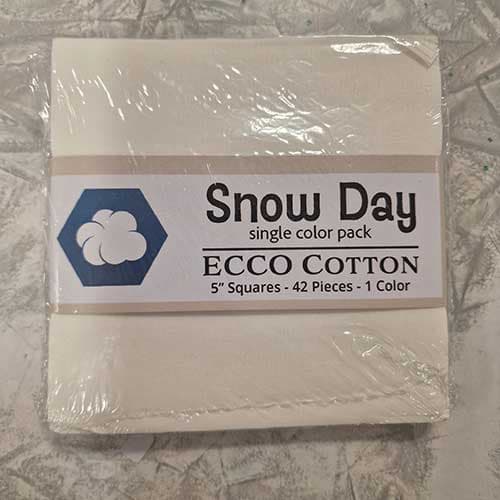 Snow Day
single color pack
ECCO COTTON
5” Squares - 42 Pieces - 1 Color